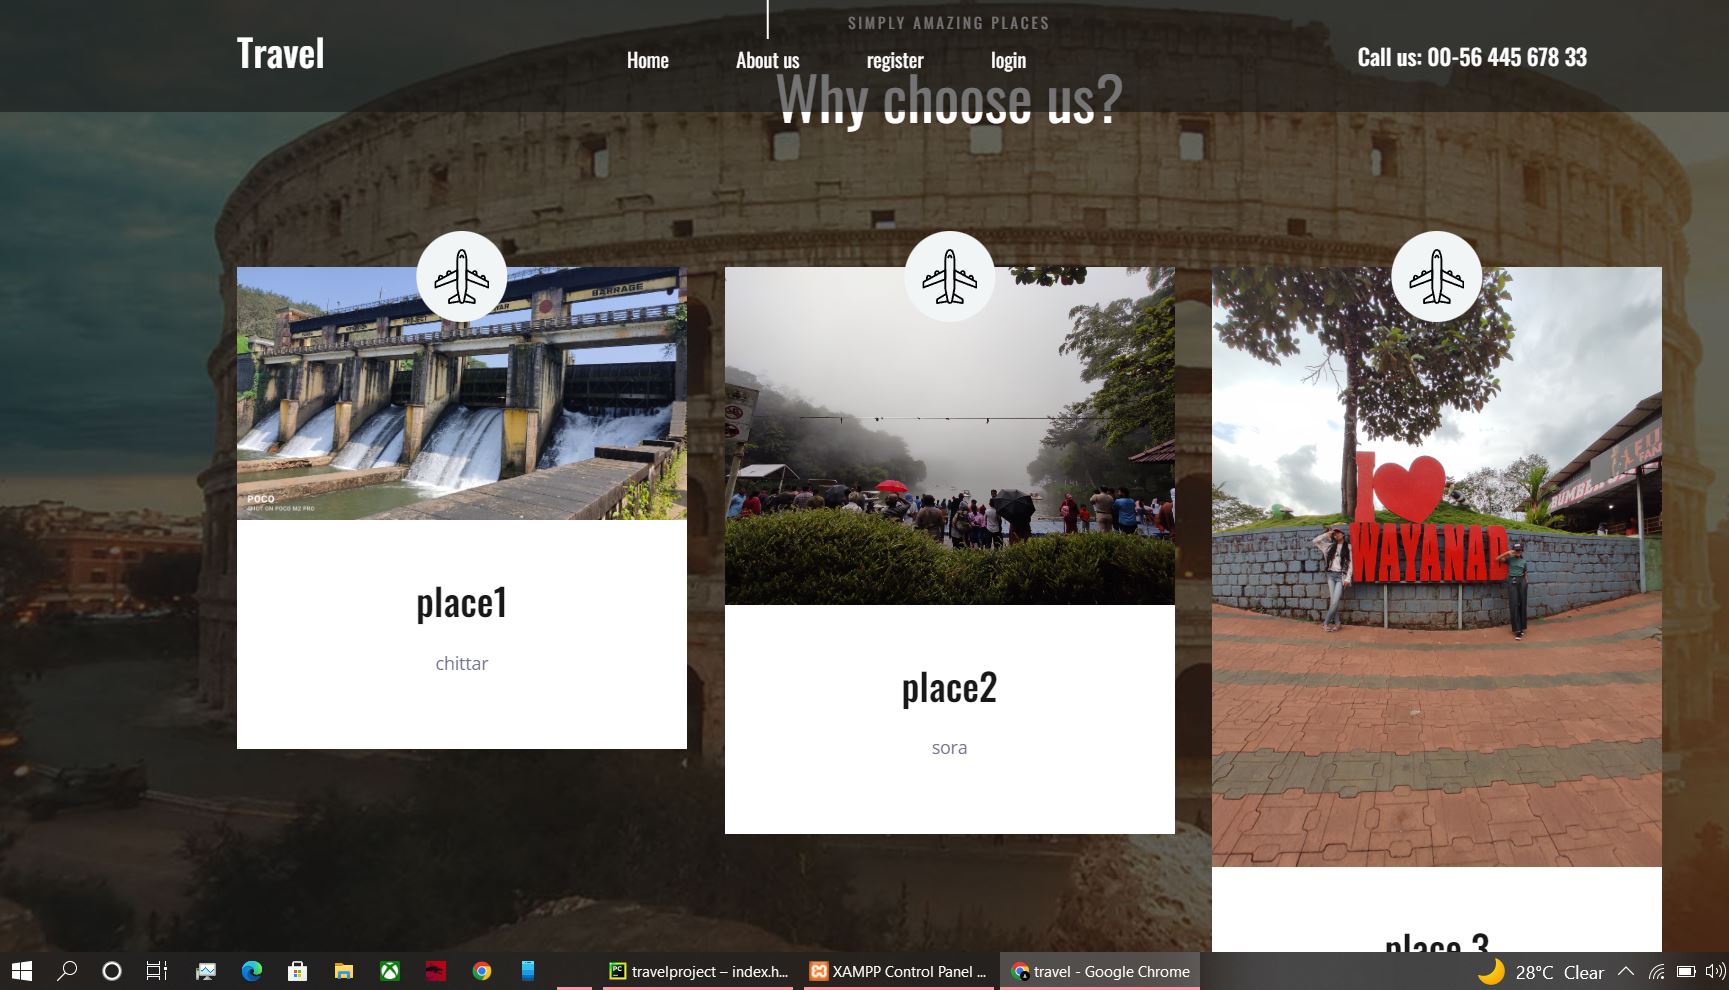 SIMPLY AMAZING PLACES
Travel
Home About us register login
Call us: 00-56 445 678 33
Why choose us?
BARRAGE
POCO
SHOT ON POCO M2 PRO
I
WAYANAD
place1
chittar
place2
sora
place 3
travelproject – index.h...
XAMPP Control Panel ...
travel - Google Chrome
28°C Clear